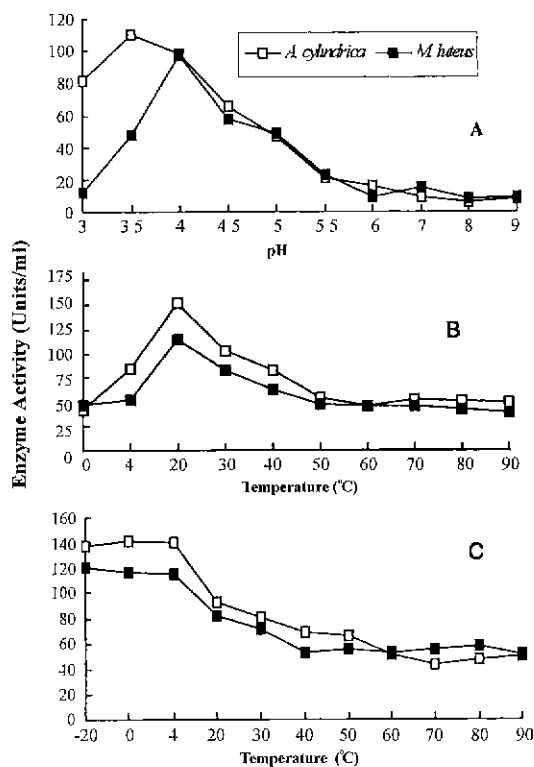 120
100
80
60
40
20
0
A. cylindrica
M. luteus
A
3 3 5 4 4 5 5 5 5 6 7 8 9
pH
Enzyme Activity (Units/ml)
175
150
125
100
75
50
25
0
B
0 4 20 30 40 50 60 70 80 90
Temperature (°C)
160
140
120
100
80
60
40
20
0
C
-20 0 4 20 30 40 50 60 70 80 90
Temperature (°C)